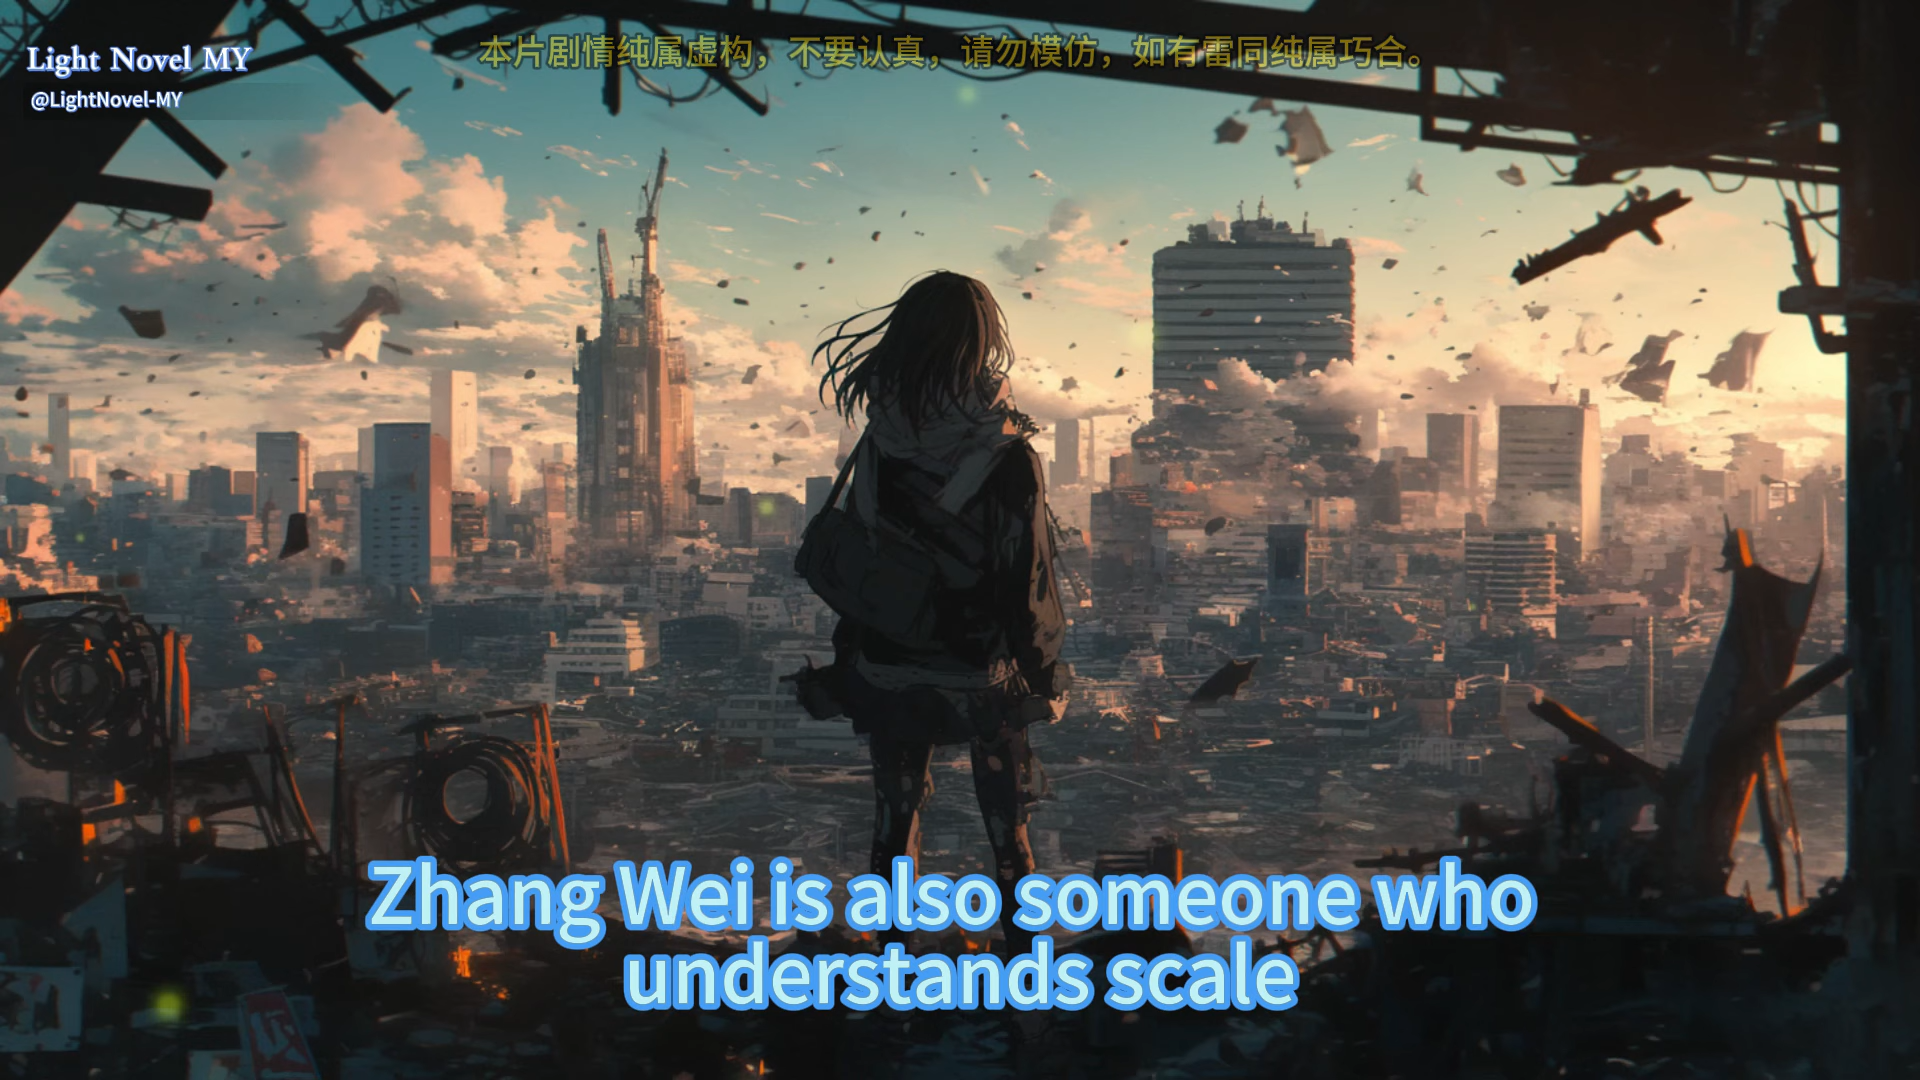 Light Novel MY
@LightNovel-MY
本片剧情纯属虚构，不要认真，请勿模仿，如有雷同纯属巧合。
Zhang Wei is also someone who
understands scale